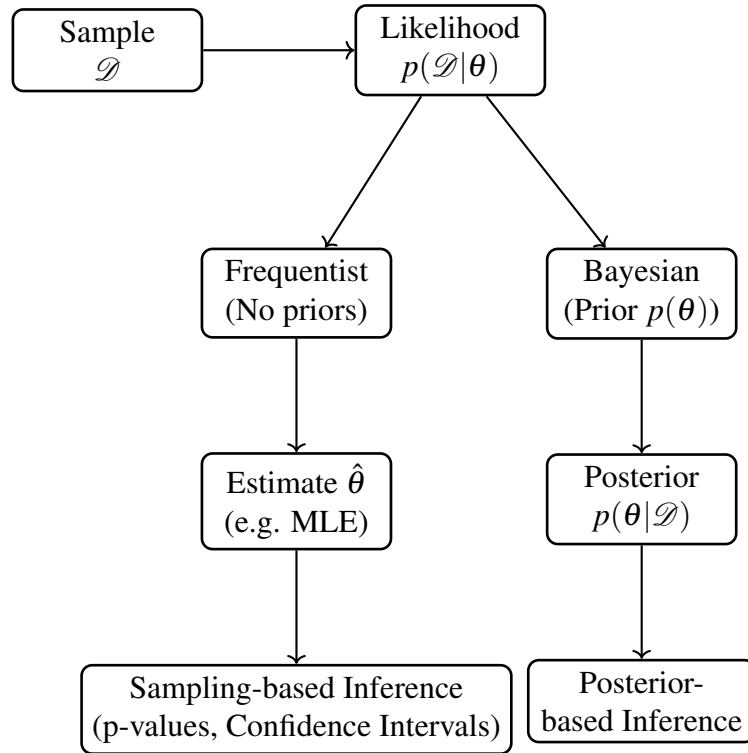 Sample
𝒟
Likelihood
p(𝒟|θ)
Frequentist
(No priors)
Bayesian
(Prior p(θ))
Estimate θ̂
(e.g. MLE)
Posterior
p(θ|𝒟)
Sampling-based Inference
(p-values, Confidence Intervals)
Posterior-
based Inference